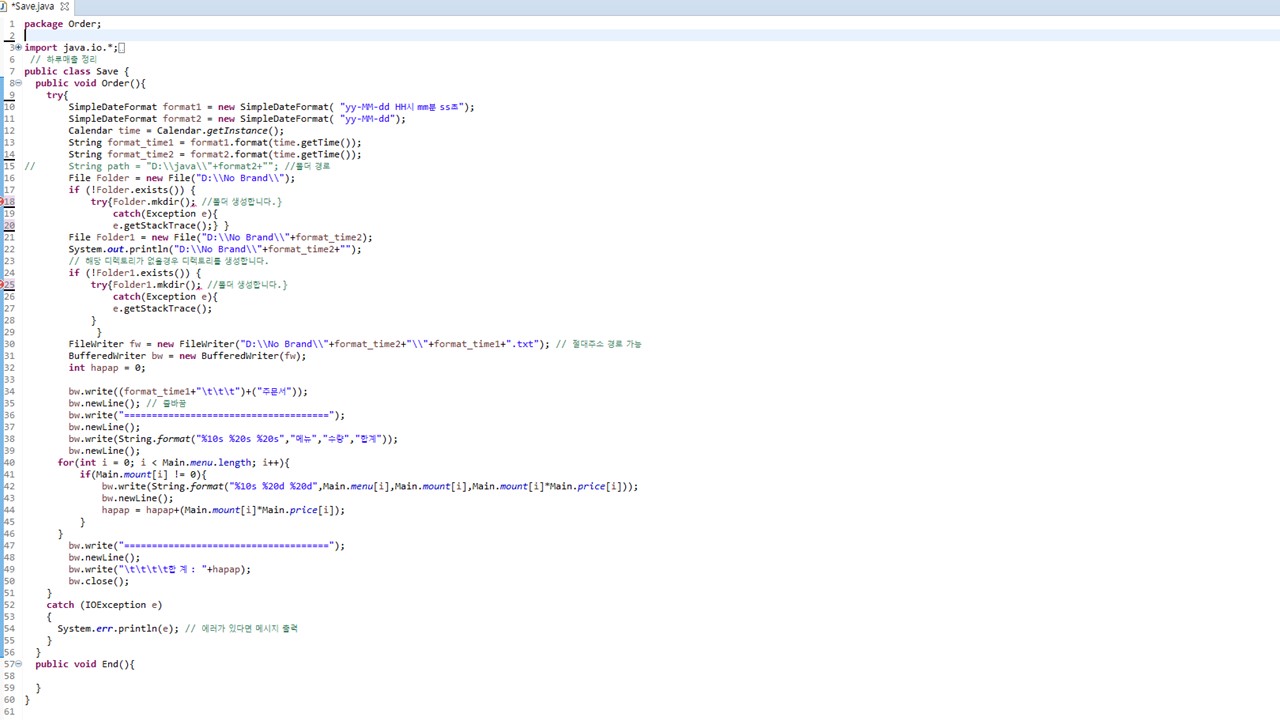 *Save.java
1 package Order;
2
3 import java.io.*;
6 // 하루매출 정리
7 public class Save {
8 public void Order(){
9 try{
10 SimpleDateFormat format1 = new SimpleDateFormat( "yy-MM-dd HH시 mm분 ss초");
11 SimpleDateFormat format2 = new SimpleDateFormat( "yy-MM-dd");
12 Calendar time = Calendar.getInstance();
13 String format_time1 = format1.format(time.getTime());
14 String format_time2 = format2.format(time.getTime());
15 // String path = "D:\\java\\"+format2+""; //폴더 경로
16 File Folder = new File("D:\\No Brand\\");
17 if (!Folder.exists()) {
18 try{Folder.mkdir(); //폴더 생성합니다.}
19 catch(Exception e){
20 e.getStackTrace();} }
21 File Folder1 = new File("D:\\No Brand\\"+format_time2);
22 System.out.println("D:\\No Brand\\"+format_time2+"");
23 // 해당 디렉토리가 없을경우 디렉토리를 생성합니다.
24 if (!Folder1.exists()) {
25 try{Folder1.mkdir(); //폴더 생성합니다.}
26 catch(Exception e){
27 e.getStackTrace();
28 }
29 }
30 FileWriter fw = new FileWriter("D:\\No Brand\\"+format_time2+"\\"+format_time1+".txt"); // 절대주소 경로 가능
31 BufferedWriter bw = new BufferedWriter(fw);
32 int hapap = 0;
33
34 bw.write((format_time1+"\t\t\t")+("주문서"));
35 bw.newLine(); // 줄바꿈
36 bw.write("=====================================");
37 bw.newLine();
38 bw.write(String.format("%10s %20s %20s","메뉴","수량","합계"));
39 bw.newLine();
40 for(int i = 0; i < Main.menu.length; i++){
41 if(Main.mount[i] != 0){
42 bw.write(String.format("%10s %20d %20d",Main.menu[i],Main.mount[i],Main.mount[i]*Main.price[i]));
43 bw.newLine();
44 hapap = hapap+(Main.mount[i]*Main.price[i]);
45 }
46 }
47 bw.write("=====================================");
48 bw.newLine();
49 bw.write("\t\t\t\t합 계 : "+hapap);
50 bw.close();
51 }
52 catch (IOException e)
53 {
54 System.err.println(e); // 에러가 있다면 메시지 출력
55 }
56 }
57 public void End(){
58
59 }
60 }
61